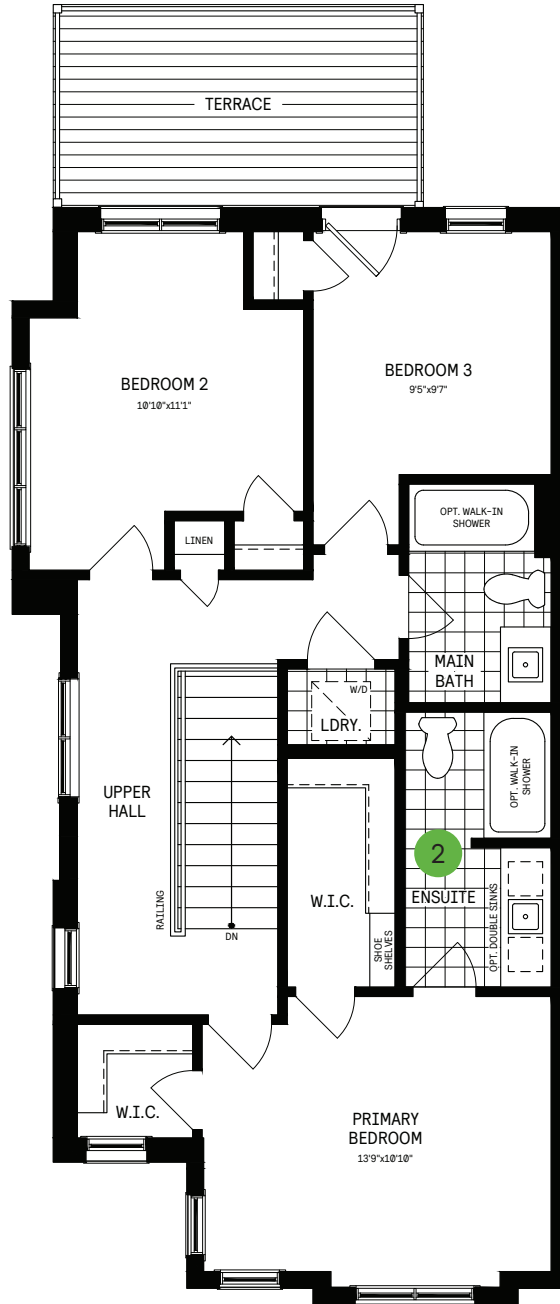 TERRACE
BEDROOM 2
10'10"x11'1"
BEDROOM 3
9'5"x9'7"
LINEN
OPT. WALK-IN
SHOWER
MAIN
BATH
W/D
LDRY.
UPPER
HALL
RAILING
DN
W.I.C.
SHOE
SHELVES
OPT. WALK-IN
SHOWER
2
ENSUITE
OPT. DOUBLE SINKS
W.I.C.
PRIMARY
BEDROOM
13'9"x10'10"